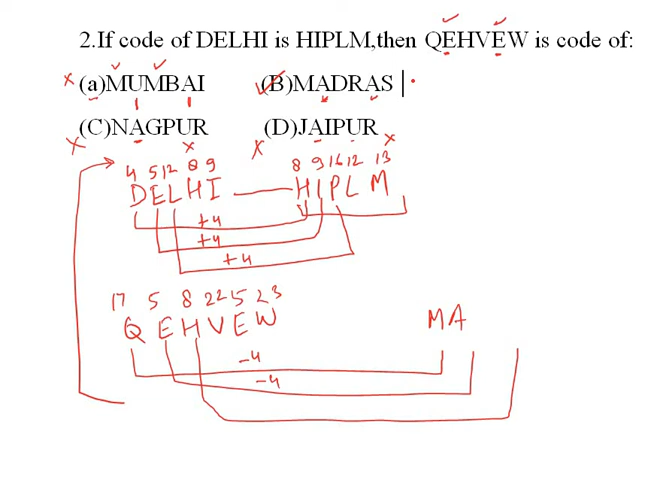 2.If code of DELHI is HIPLM,then QEHVEW is code of:
x (a)MUMBAI (B)MADRAS |
x (C)NAGPUR x (D)JAIPUR
x x
4 5 12 8 9 8 9 16 12 13
DELHI HIPLM
+4
+4
+4
17 5 8 22 5 23
QEHVEW MA
-4
-4